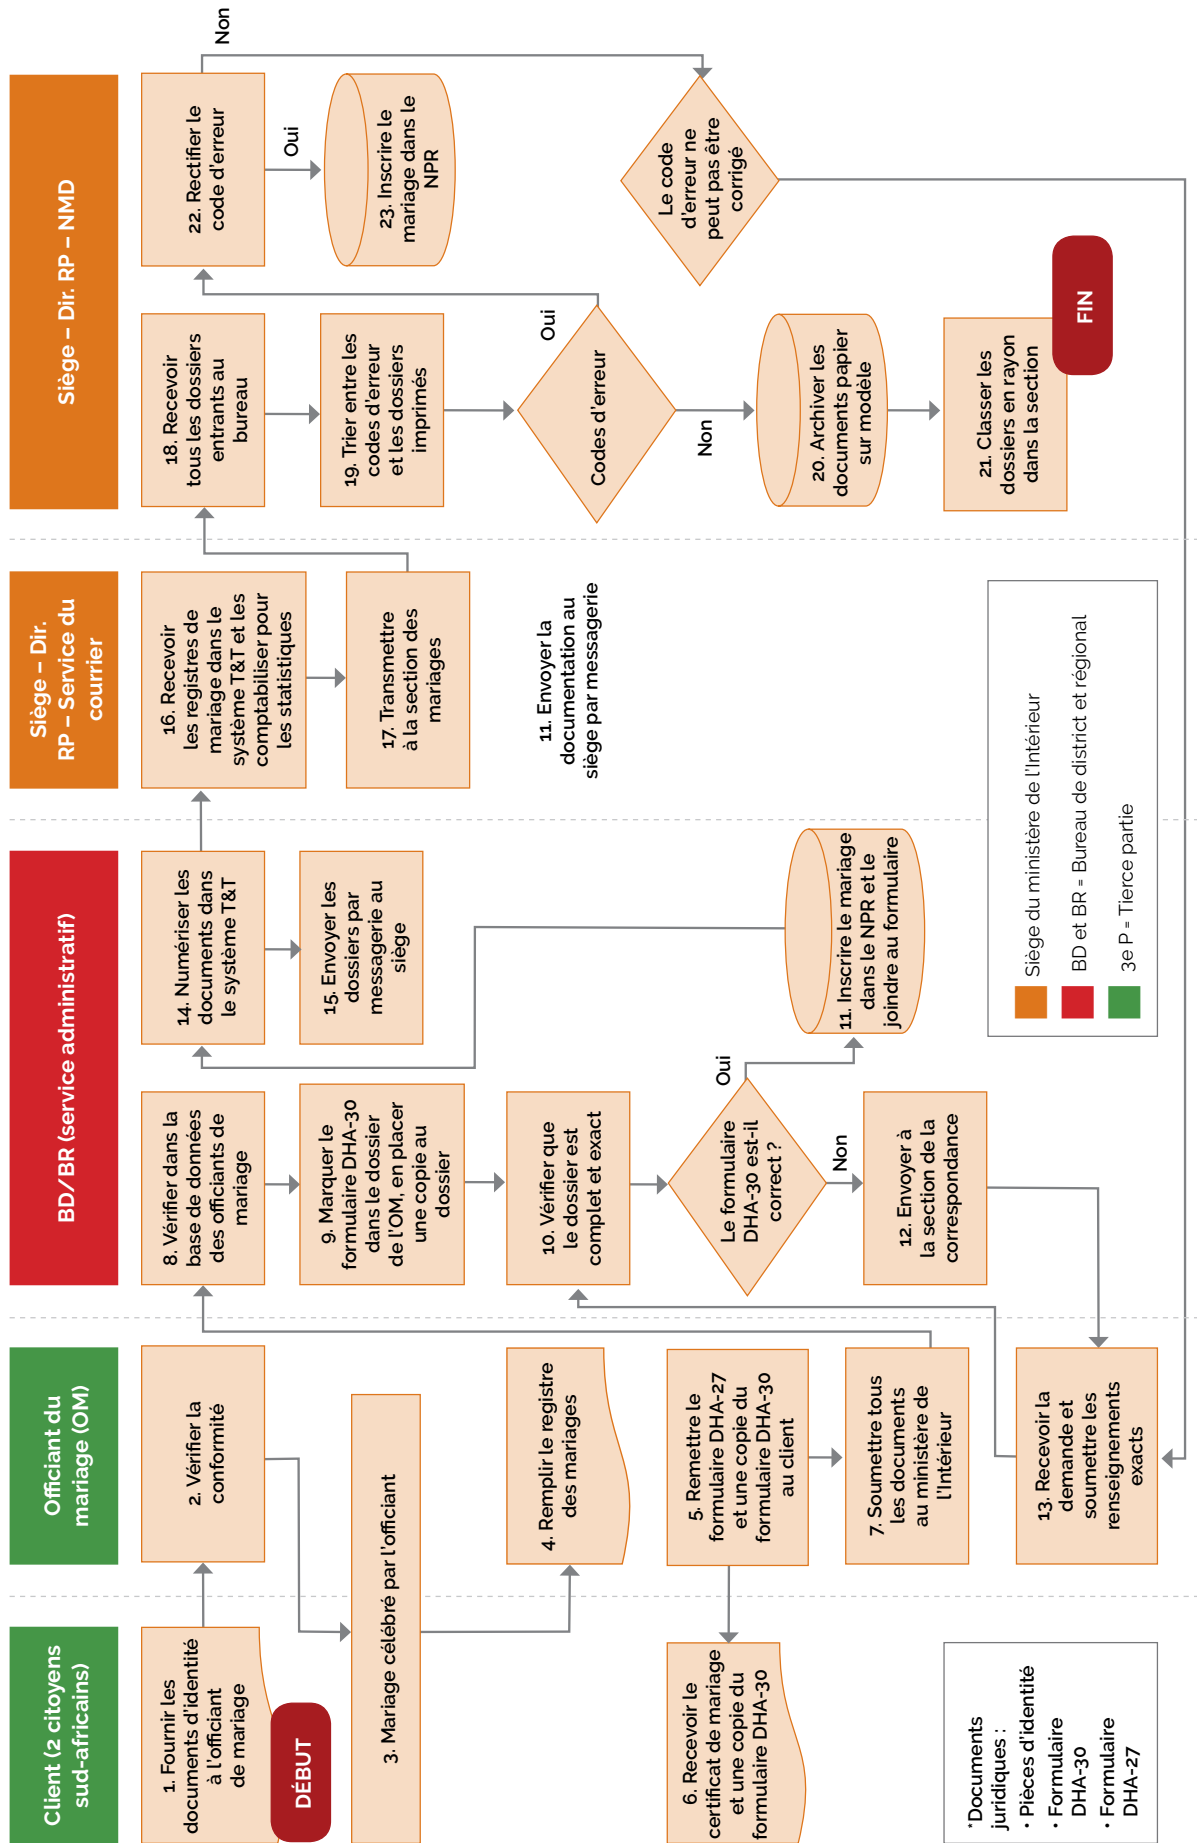 Client (2 citoyens
sud-africains)
Officiant du
mariage (OM)
BD/BR (service administratif)
Siège – Dir.
RP – Service du
courrier
Siège – Dir. RP – NMD
1. Fournir les
documents d'identité
à l'officiant
de mariage
DÉBUT
2. Vérifier la
conformité
3. Mariage célébré par l'officiant
4. Remplir le registre
des mariages
5. Remettre le
formulaire DHA-27
et une copie du
formulaire DHA-30
au client
6. Recevoir le
certificat de mariage
et une copie du
formulaire DHA-30
7. Soumettre tous
les documents
au ministère de
l'Intérieur
8. Vérifier dans la
base de données
des officiants de
mariage
9. Marquer le
formulaire DHA-30
dans le dossier
de l'OM, en placer
une copie au
dossier
10. Vérifier que
le dossier est
complet et exact
Le formulaire
DHA-30 est-il
correct ?
Oui
Non
11. Inscrire le mariage
dans le NPR et le
joindre au formulaire
12. Envoyer à
la section de la
correspondance
13. Recevoir la
demande et
soumettre les
renseignements
exacts
14. Numériser les
documents dans
le système T&T
15. Envoyer les
dossiers par
messagerie au
siège
16. Recevoir
les registres de
mariage dans le
système T&T et les
comptabiliser pour
les statistiques
17. Transmettre
à la section des
mariages
11. Envoyer la
documentation au
siège par messagerie
18. Recevoir
tous les dossiers
entrants au
bureau
19. Trier entre les
codes d'erreur
et les dossiers
imprimés
Codes d'erreur
Oui
Non
20. Archiver les
documents papier
sur modèle
21. Classer les
dossiers en rayon
dans la section
FIN
22. Rectifier le
code d'erreur
Oui
Non
23. Inscrire le
mariage dans le
NPR
Le code
d'erreur ne
peut pas être
corrigé
*Documents
juridiques :
• Pièces d'identité
• Formulaire
DHA-30
• Formulaire
DHA-27
Siège du ministère de l'Intérieur
BD et BR = Bureau de district et régional
3e P = Tierce partie